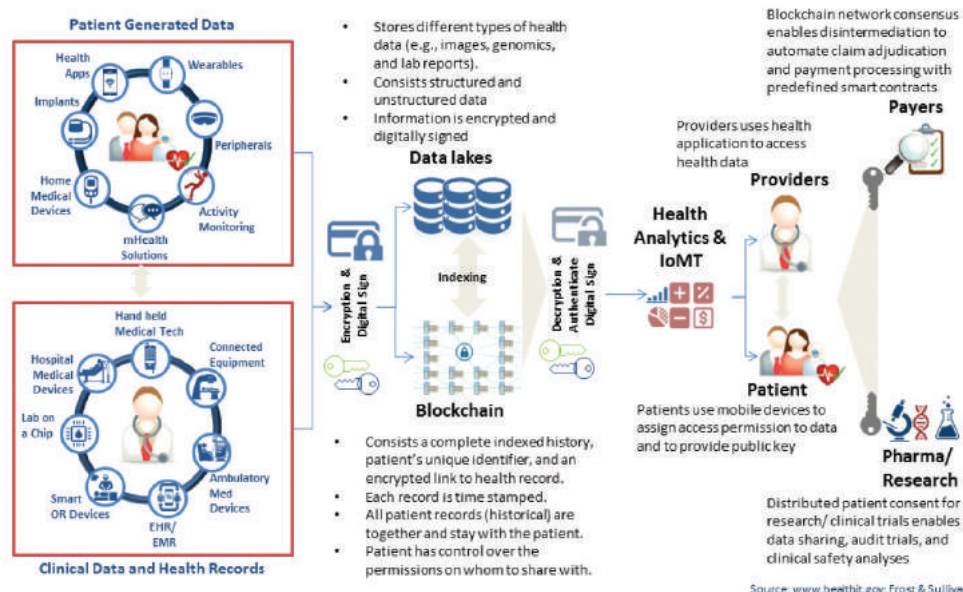 Patient Generated Data
Health
Apps
Wearables
Implants
Peripherals
Home
Medical
Devices
Activity
Monitoring
mHealth
Solutions
Hand held
Medical Tech
Hospital
Medical
Devices
Connected
Equipment
Lab on
a Chip
Smart
OR Devices
EHR/
EMR
Ambulatory
Med
Devices
Clinical Data and Health Records
Encryption &
Digital Sign
• Stores different types of health
data (e.g., images, genomics,
and lab reports).
• Consists structured and
unstructured data
• Information is encrypted and
digitally signed
Data lakes
Indexing
Blockchain
• Consists a complete indexed history,
patient's unique identifier, and an
encrypted link to health record.
• Each record is time stamped.
• All patient records (historical) are
together and stay with the patient.
• Patient has control over the
permissions on whom to share with.
Decryption &
Authenticate
Digital Sign
Health
Analytics &
IoMT
Providers uses health
application to access
health data
Providers
Patient
Patients use mobile devices to
assign access permission to data
and to provide public key
Blockchain network consensus
enables disintermediation to
automate claim adjudication
and payment processing with
predefined smart contracts
Payers
Pharma/
Research
Distributed patient consent for
research/ clinical trials enables
data sharing, audit trials, and
clinical safety analyses
Source: www.healthit.gov; Frost & Sulliva